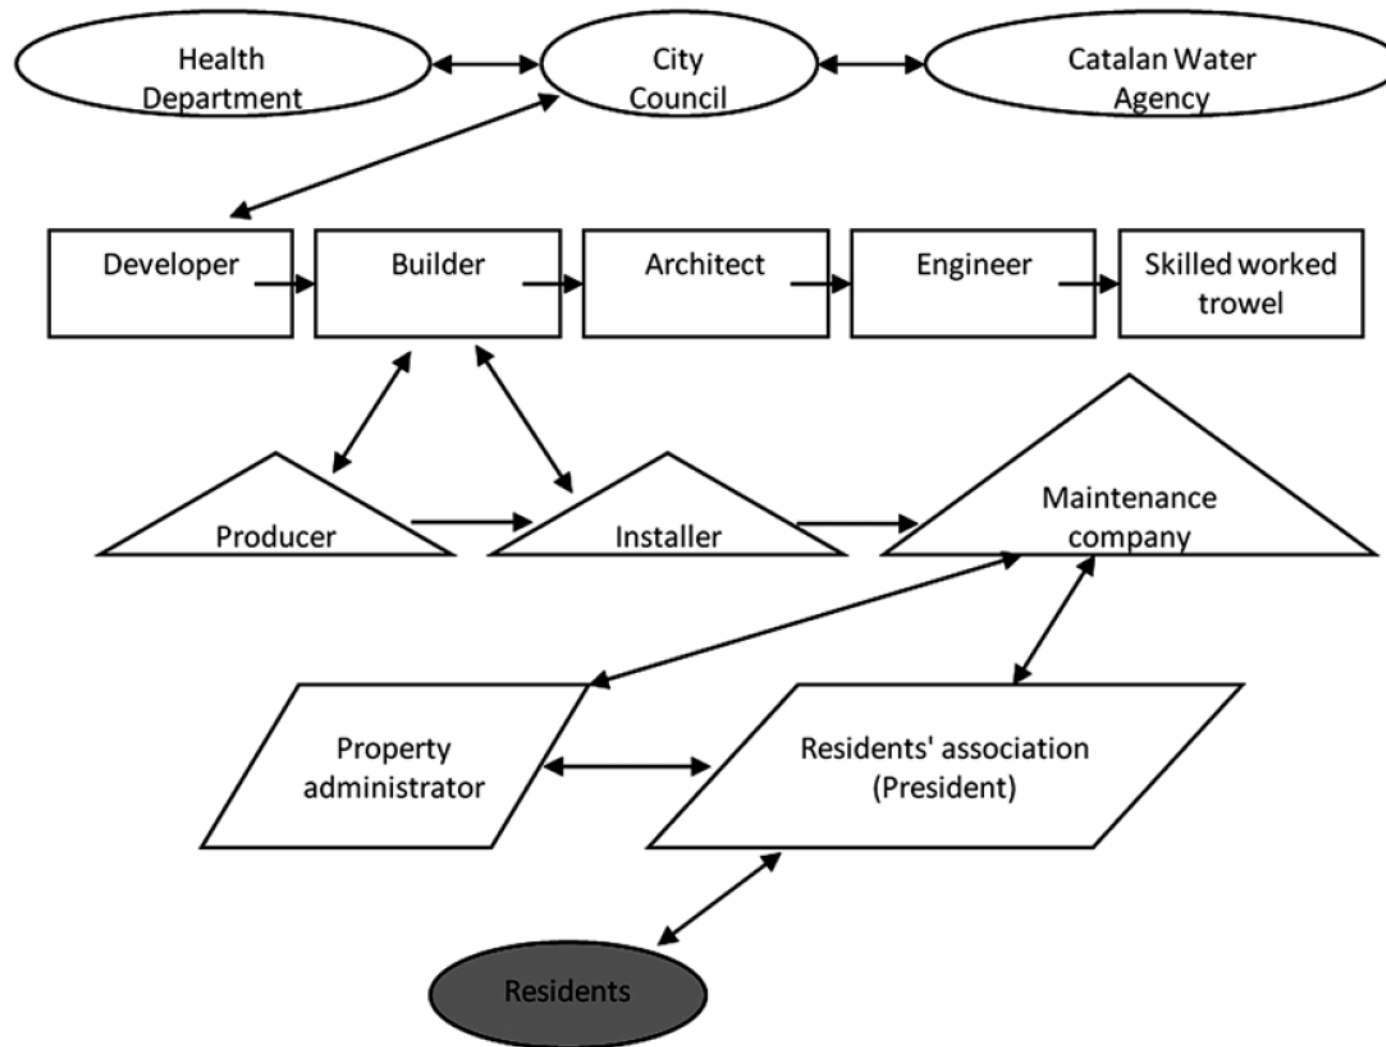 Health
Department
City
Council
Catalan Water
Agency
Developer
Builder
Architect
Engineer
Skilled worked
trowel
Producer
Installer
Maintenance
company
Property
administrator
Residents' association
(President)
Residents